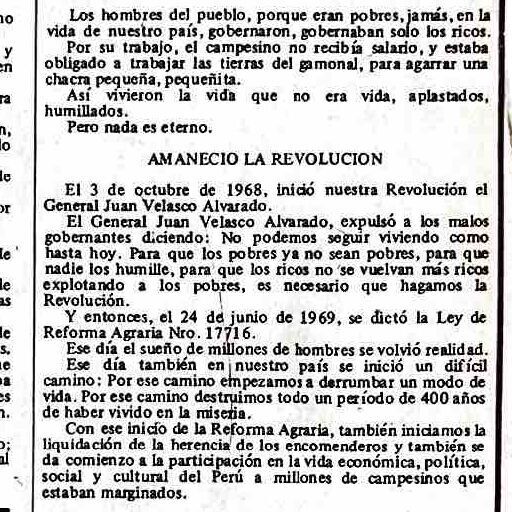 Los hombres del pueblo, porque eran pobres, jamás, en la
vida de nuestro país, gobernaron, gobernaban solo los ricos.
Por su trabajo, el campesino no recibía salario, y estaba
obligado a trabajar las tierras del gamonal, para agarrar una
chacra pequeña, pequeñita.
Así vivieron la vida que no era vida, aplastados,
humillados.
Pero nada es eterno.
AMANECIO LA REVOLUCION
El 3 de octubre de 1968, inició nuestra Revolución el
General Juan Velasco Alvarado.
El General Juan Velasco Alvarado, expulsó a los malos
gobernantes diciendo: No podemos seguir viviendo como
hasta hoy. Para que los pobres ya no sean pobres, para que
nadie los humille, para que los ricos no se vuelvan más ricos
explotando a los pobres, es necesario que hagamos la
Revolución.
Y entonces, el 24 de junio de 1969, se dictó la Ley de
Reforma Agraria Nro. 17716.
Ese día el sueño de millones de hombres se volvió realidad.
Ese día también en nuestro país se inició un difícil
camino: Por ese camino empezamos a derrumbar un modo de
vida. Por ese camino destruimos todo un período de 400 años
de haber vivido en la miseria.
Con ese inicio de la Reforma Agraria, también iniciamos la
liquidación de la herencia de los encomenderos y también se
da comienzo a la participación en la vida económica, política,
social y cultural del Perú a millones de campesinos que
estaban marginados.